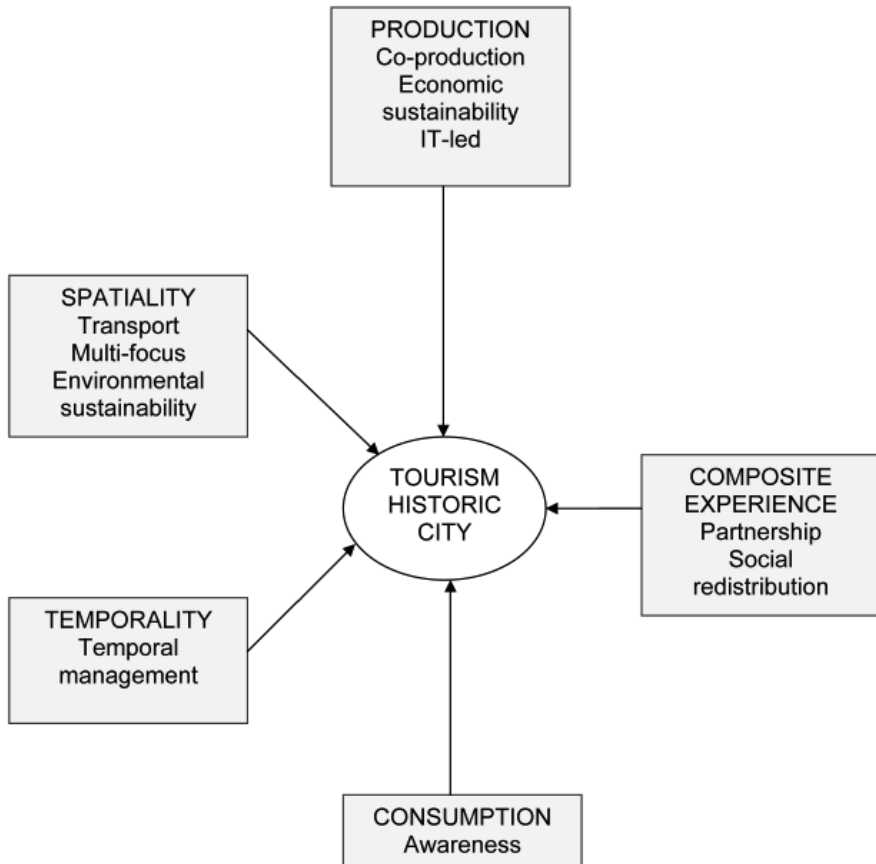 PRODUCTION
Co-production
Economic
sustainability
IT-led
SPATIALITY
Transport
Multi-focus
Environmental
sustainability
TOURISM
HISTORIC
CITY
COMPOSITE
EXPERIENCE
Partnership
Social
redistribution
TEMPORALITY
Temporal
management
CONSUMPTION
Awareness